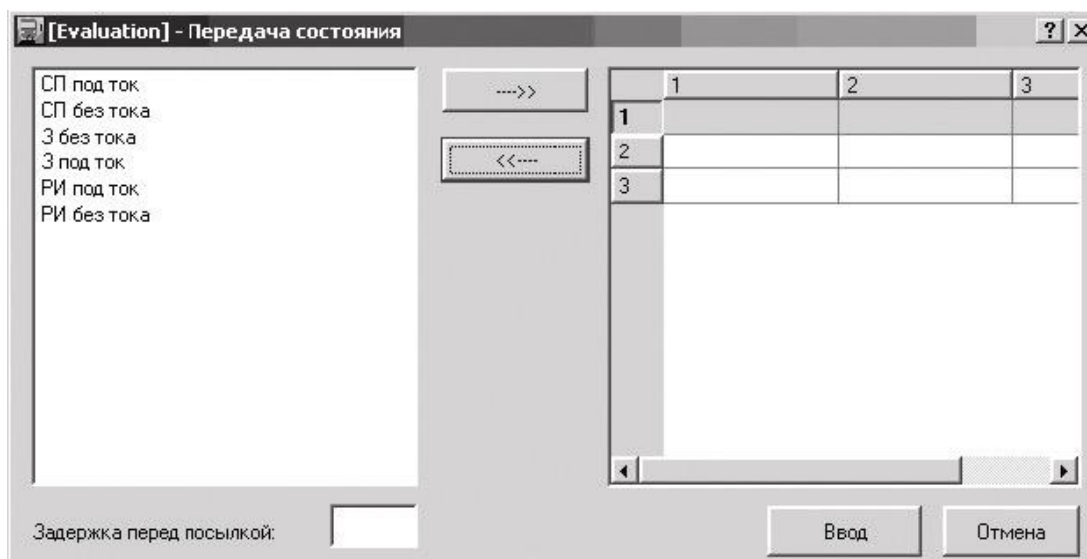 [Evaluation] - Передача состояния
СП под ток
СП без тока
З без тока
З под ток
РИ под ток
РИ без тока
---->>
<<----
1 2 3
1
2
3
Задержка перед посылкой:
Ввод
Отмена